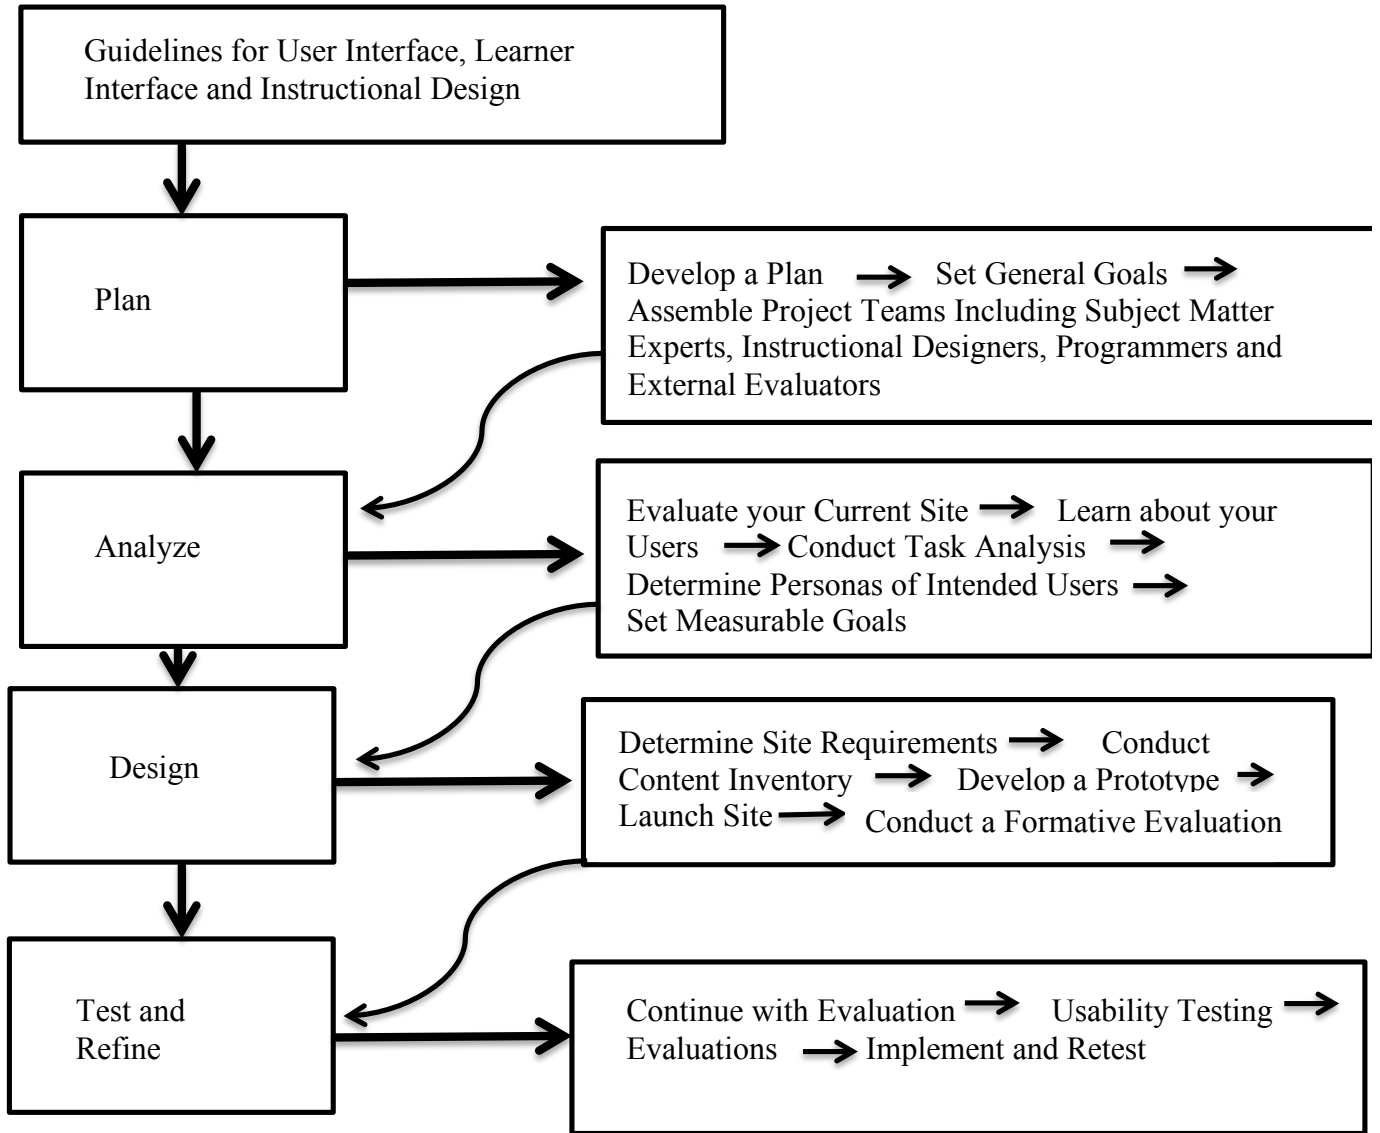 Guidelines for User Interface, Learner
Interface and Instructional Design
Plan
Develop a Plan Set General Goals
Assemble Project Teams Including Subject Matter
Experts, Instructional Designers, Programmers and
External Evaluators
Analyze
Evaluate your Current Site Learn about your
Users Conduct Task Analysis
Determine Personas of Intended Users
Set Measurable Goals
Design
Determine Site Requirements Conduct
Content Inventory Develop a Prototype
Launch Site Conduct a Formative Evaluation
Test and
Refine
Continue with Evaluation Usability Testing
Evaluations Implement and Retest